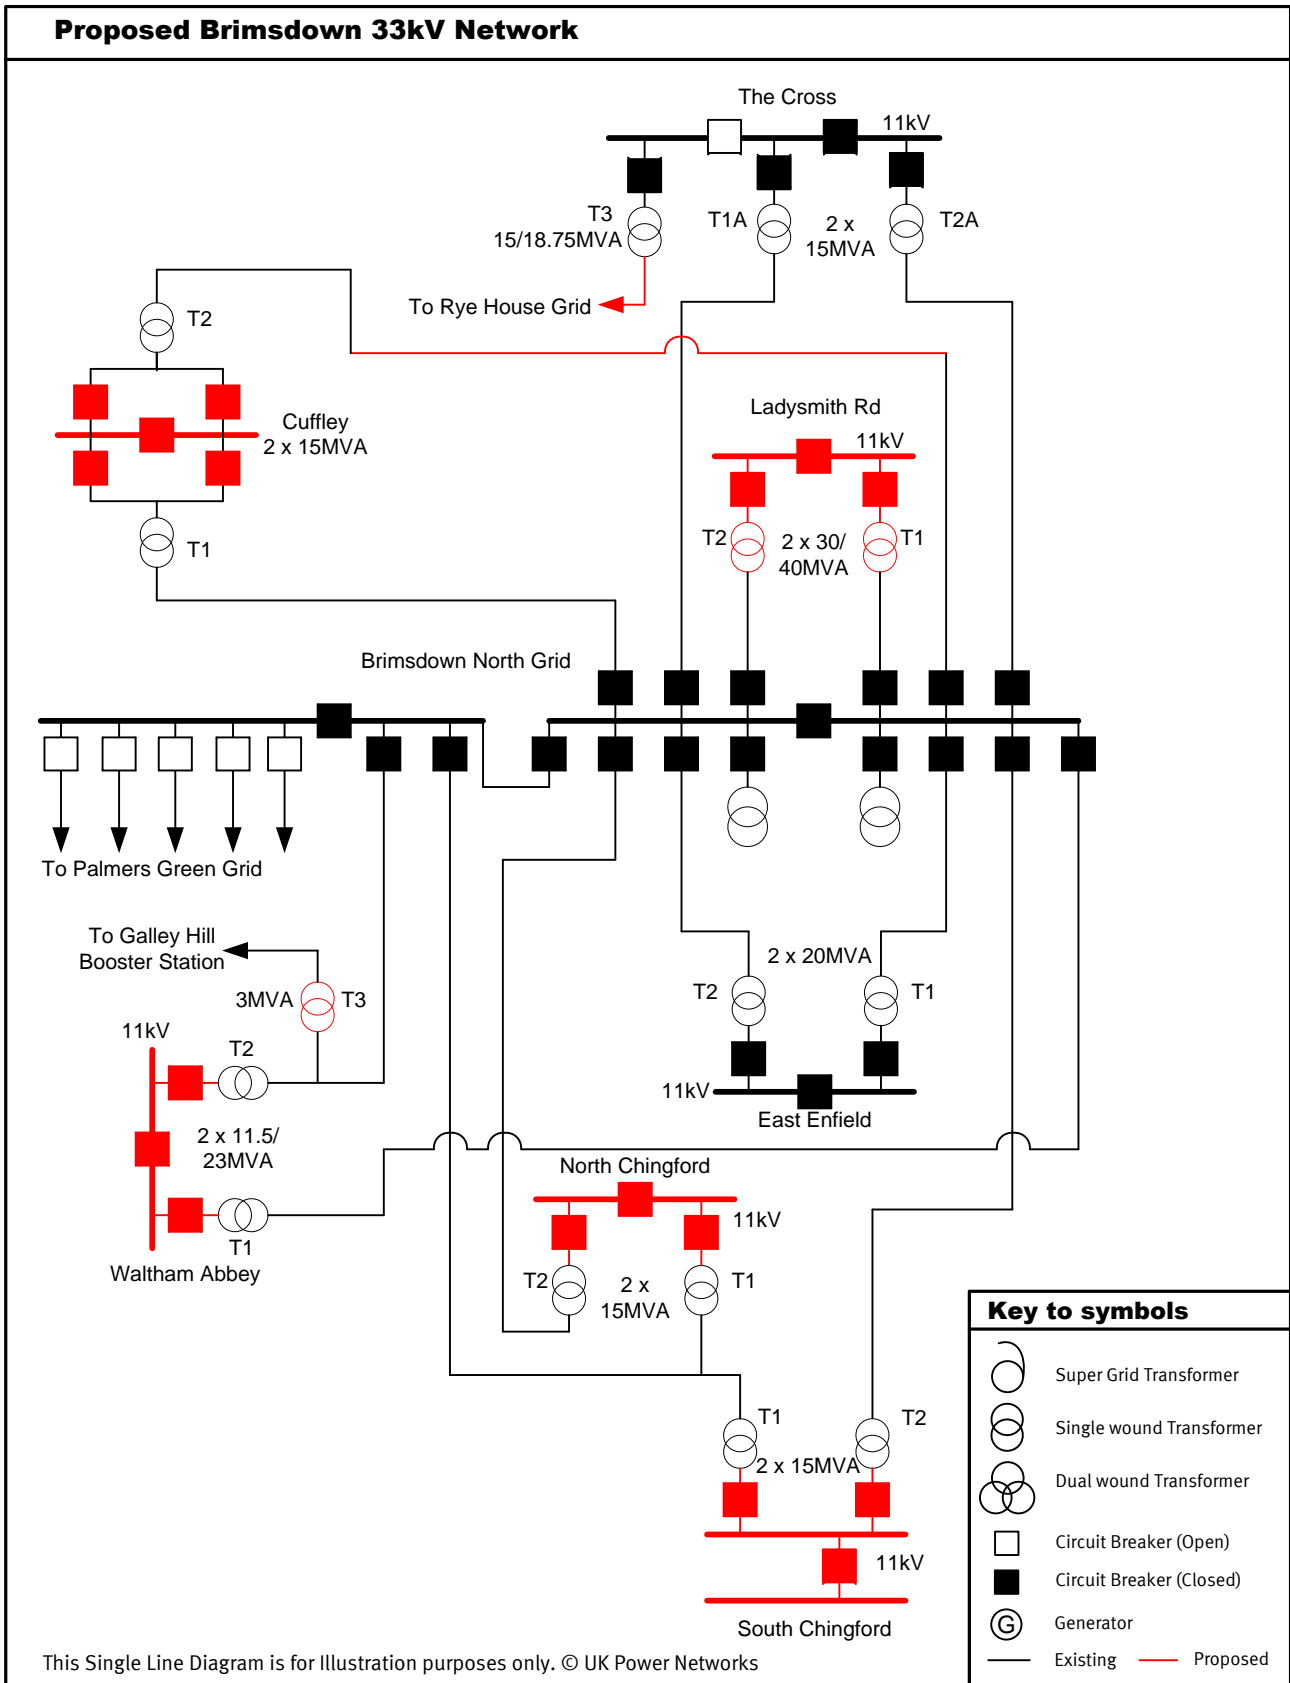 Proposed Brimsdown 33kV Network
The Cross
11kV
T3
15/18.75MVA
T1A
2 x
15MVA
T2A
To Rye House Grid
T2
Cuffley
2 x 15MVA
T1
Ladysmith Rd
11kV
T2
2 x 30/
40MVA
T1
Brimsdown North Grid
To Palmers Green Grid
To Galley Hill
Booster Station
3MVA
T3
11kV
T2
2 x 11.5/
23MVA
T1
Waltham Abbey
2 x 20MVA
T2
T1
11kV
East Enfield
North Chingford
11kV
T2
2 x
15MVA
T1
T1
T2
2 x 15MVA
11kV
South Chingford
Key to symbols
Super Grid Transformer
Single wound Transformer
Dual wound Transformer
Circuit Breaker (Open)
Circuit Breaker (Closed)
G
Generator
Existing
Proposed
This Single Line Diagram is for Illustration purposes only. © UK Power Networks